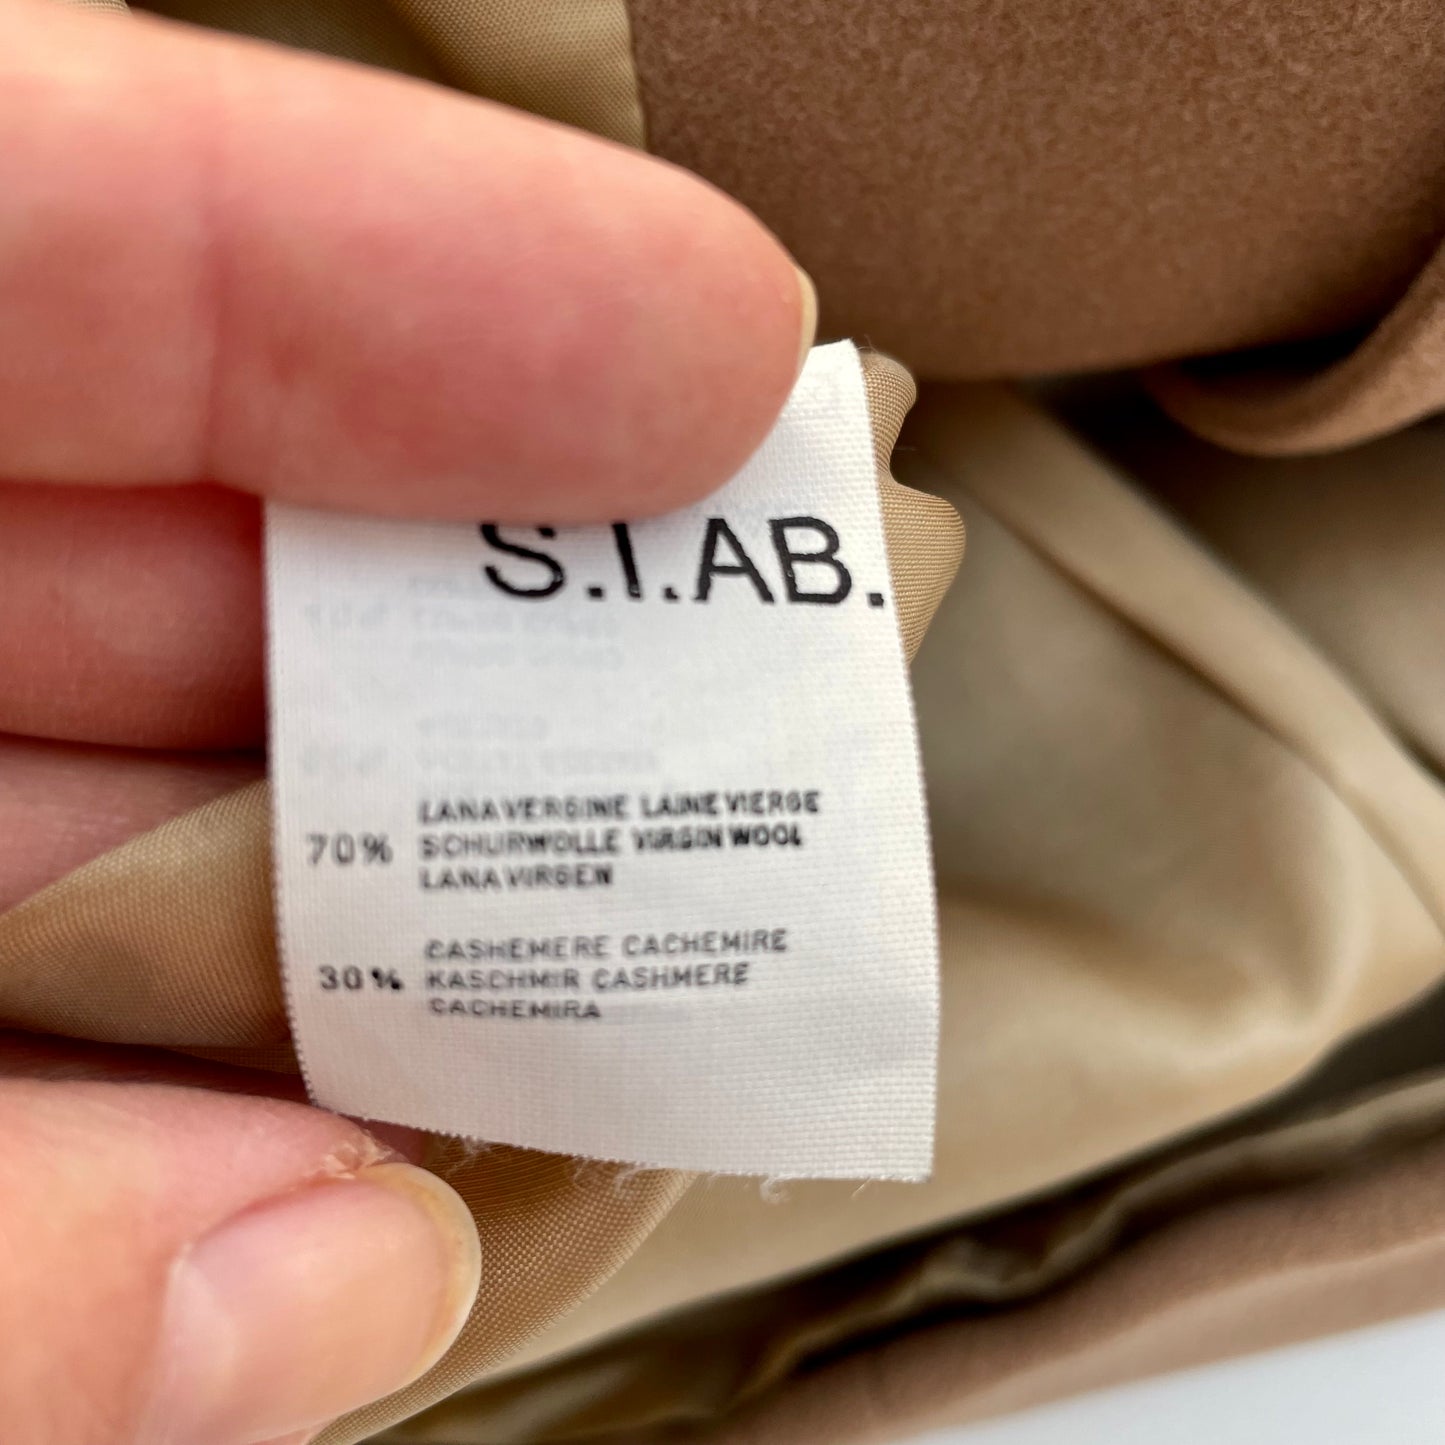 S.I.AB.
70%
LANA VERGINE LAINE VIERGE
SCHURWOLLE VIRGIN WOOL
LANA VIRGEN
30%
CASHEMERE CACHEMIRE
KASCHMIR CASHMERE
CACHEMIRA